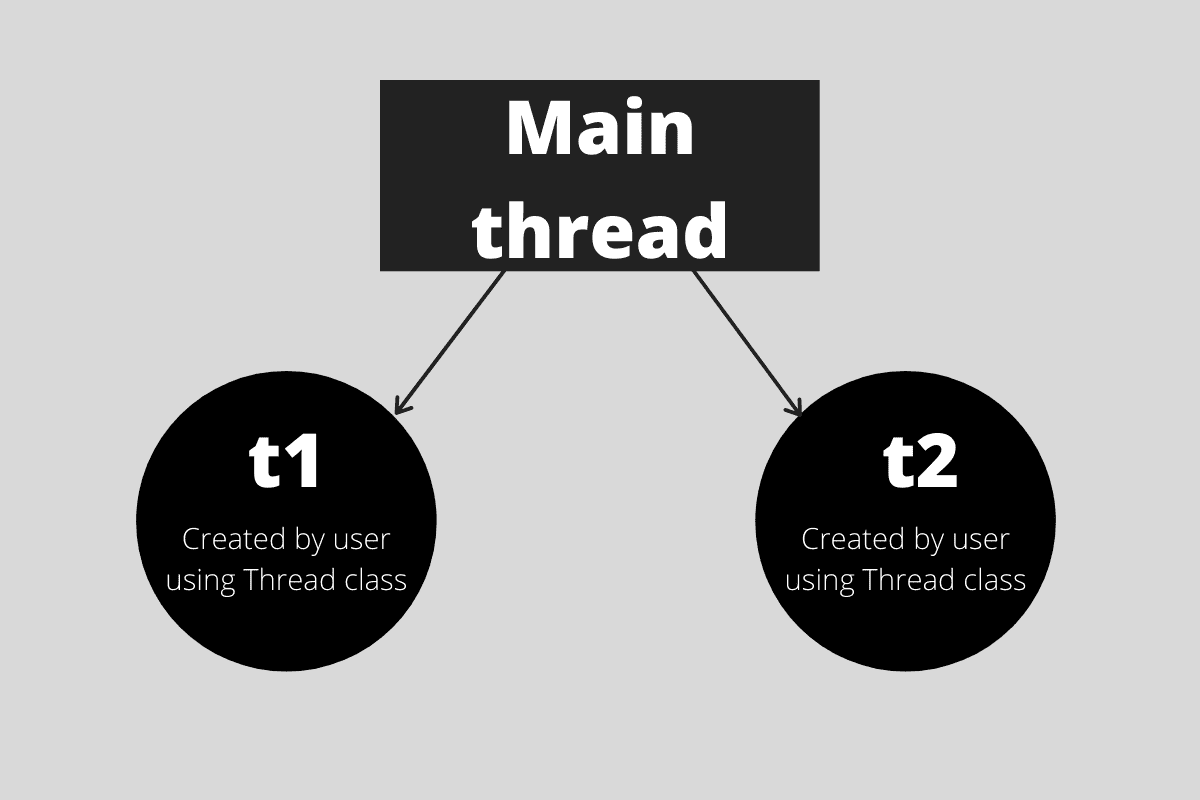 Main
thread
t1
Created by user
using Thread class
t2
Created by user
using Thread class